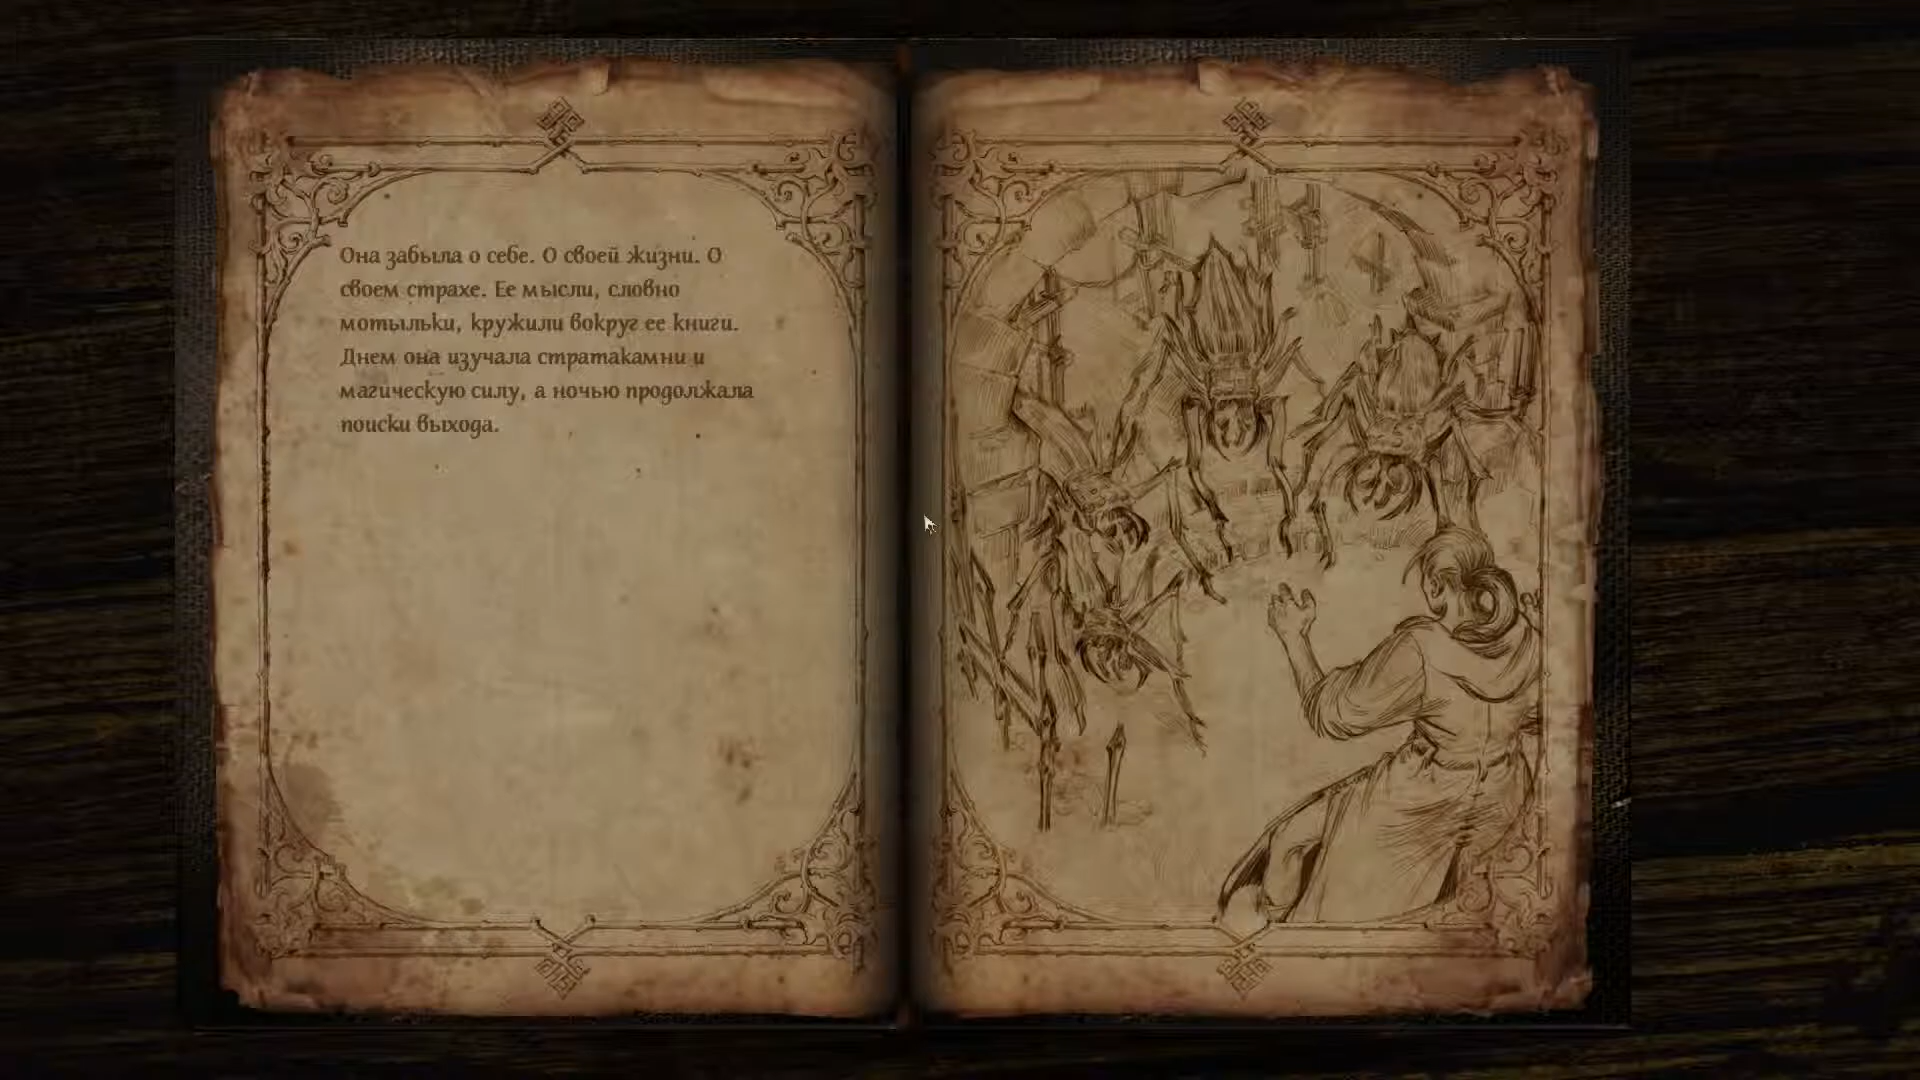 Она забыла о себе. О своей жизни. О
своем страхе. Ее мысли, словно
мотыльки, кружили вокруг ее книги.
Днем она изучала стратакамни и
магическую силу, а ночью продолжала
поиски выхода.